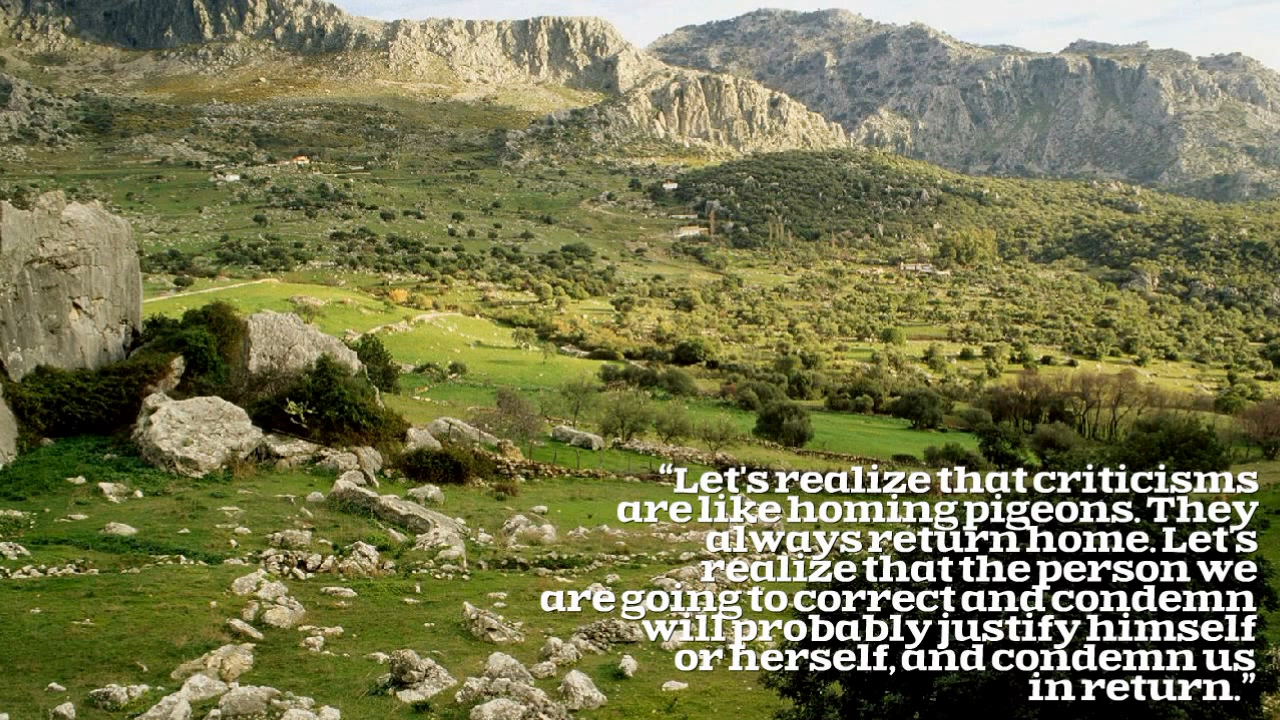 “Let's realize that criticisms
are like homing pigeons. They
always return home. Let's
realize that the person we
are going to correct and condemn
will probably justify himself
or herself, and condemn us
in return.”